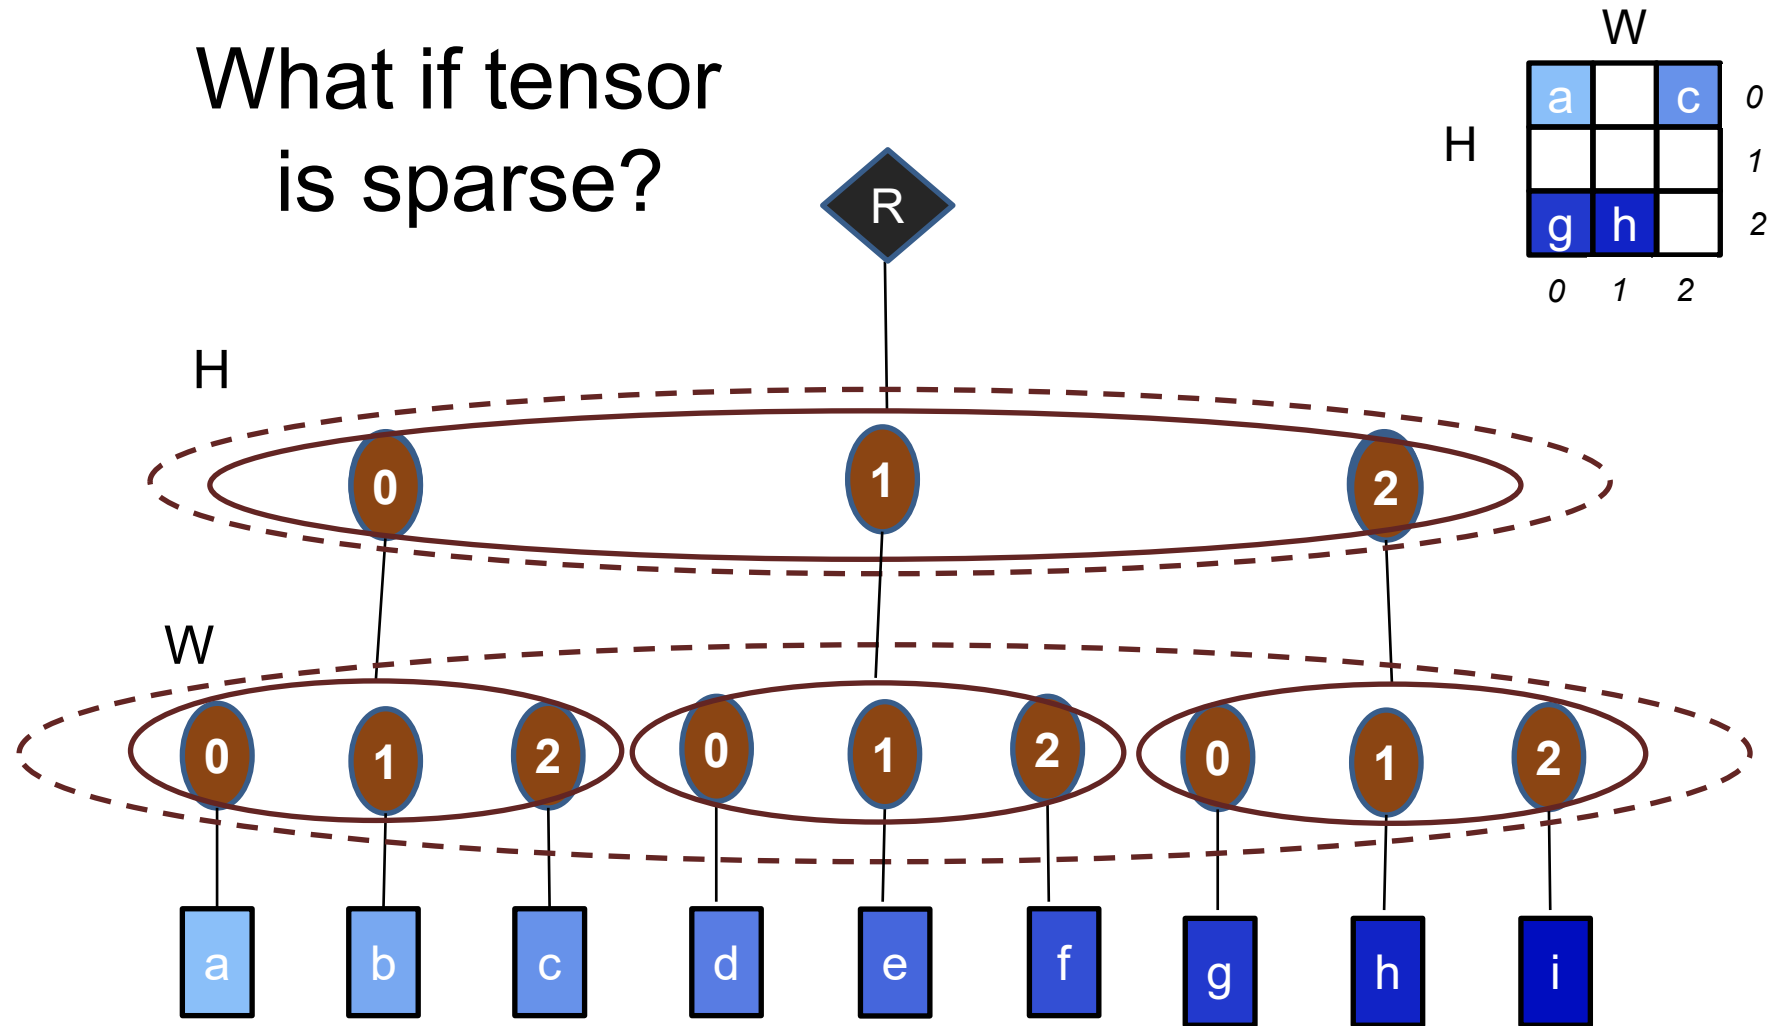 What if tensor
is sparse?
W
a c 0
H
1
g h 2
0 1 2
R
H
0 1 2
W
0 1 2 0 1 2 0 1 2
a b c d e f g h i